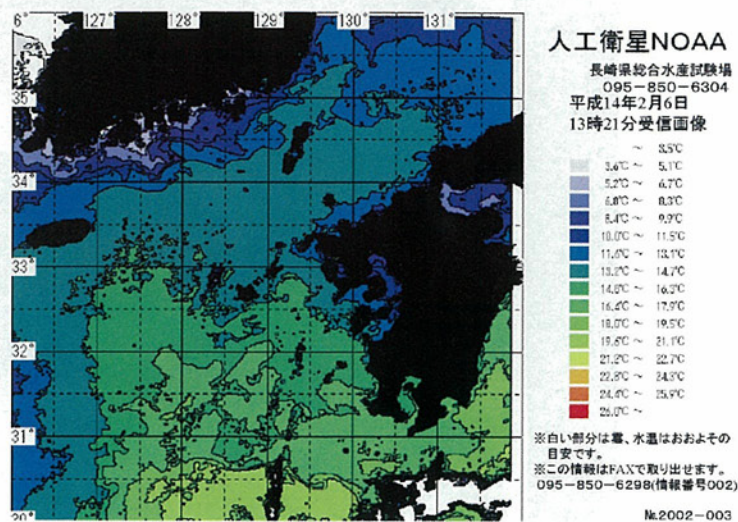 6° 127° 128° 129° 130° 131°
35°
34°
33°
32°
31°
30°
人工衛星NOAA
長崎県総合水産試験場
095-850-6304
平成14年2月6日
13時21分受信画像
～ 3.5℃
3.6℃ ～ 5.1℃
5.2℃ ～ 6.7℃
6.8℃ ～ 8.3℃
8.4℃ ～ 9.9℃
10.0℃ ～ 11.5℃
11.6℃ ～ 13.1℃
13.2℃ ～ 14.7℃
14.8℃ ～ 16.3℃
16.4℃ ～ 17.9℃
18.0℃ ～ 19.5℃
19.6℃ ～ 21.1℃
21.2℃ ～ 22.7℃
22.8℃ ～ 24.3℃
24.4℃ ～ 25.9℃
26.0℃ ～
※白い部分は雲、水温はおおよその
目安です。
※この情報はFAXで取り出せます。
095-850-6298(情報番号002)
№2002-003